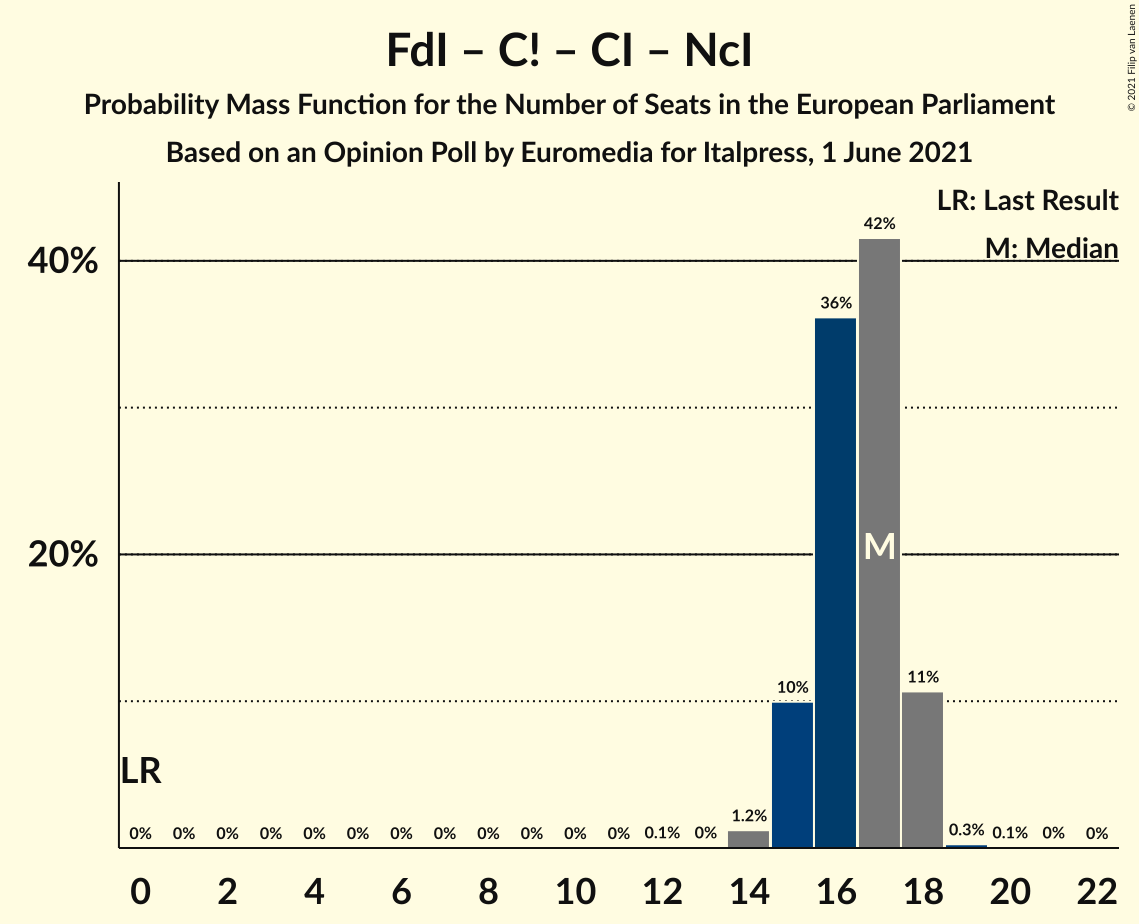 FdI – C! – CI – NcI
Probability Mass Function for the Number of Seats in the European Parliament
Based on an Opinion Poll by Euromedia for Italpress, 1 June 2021
© 2021 Filip van Laenen
LR: Last Result
M: Median
40%
20%
42%
36%
M
10%
11%
LR
0% 0% 0% 0% 0% 0% 0% 0% 0% 0% 0% 0% 0.1% 0% 1.2% 0.3% 0.1% 0% 0%
0 2 4 6 8 10 12 14 16 18 20 22